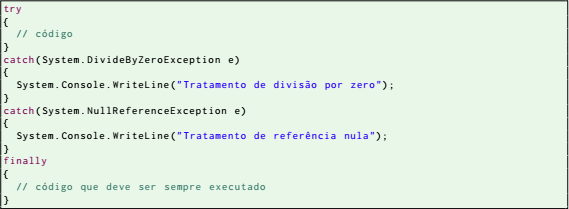 try
{
  // código
}
catch(System.DivideByZeroException e)
{
  System.Console.WriteLine("Tratamento de divisão por zero");
}
catch(System.NullReferenceException e)
{
  System.Console.WriteLine("Tratamento de referência nula");
}
finally
{
  // código que deve ser sempre executado
}